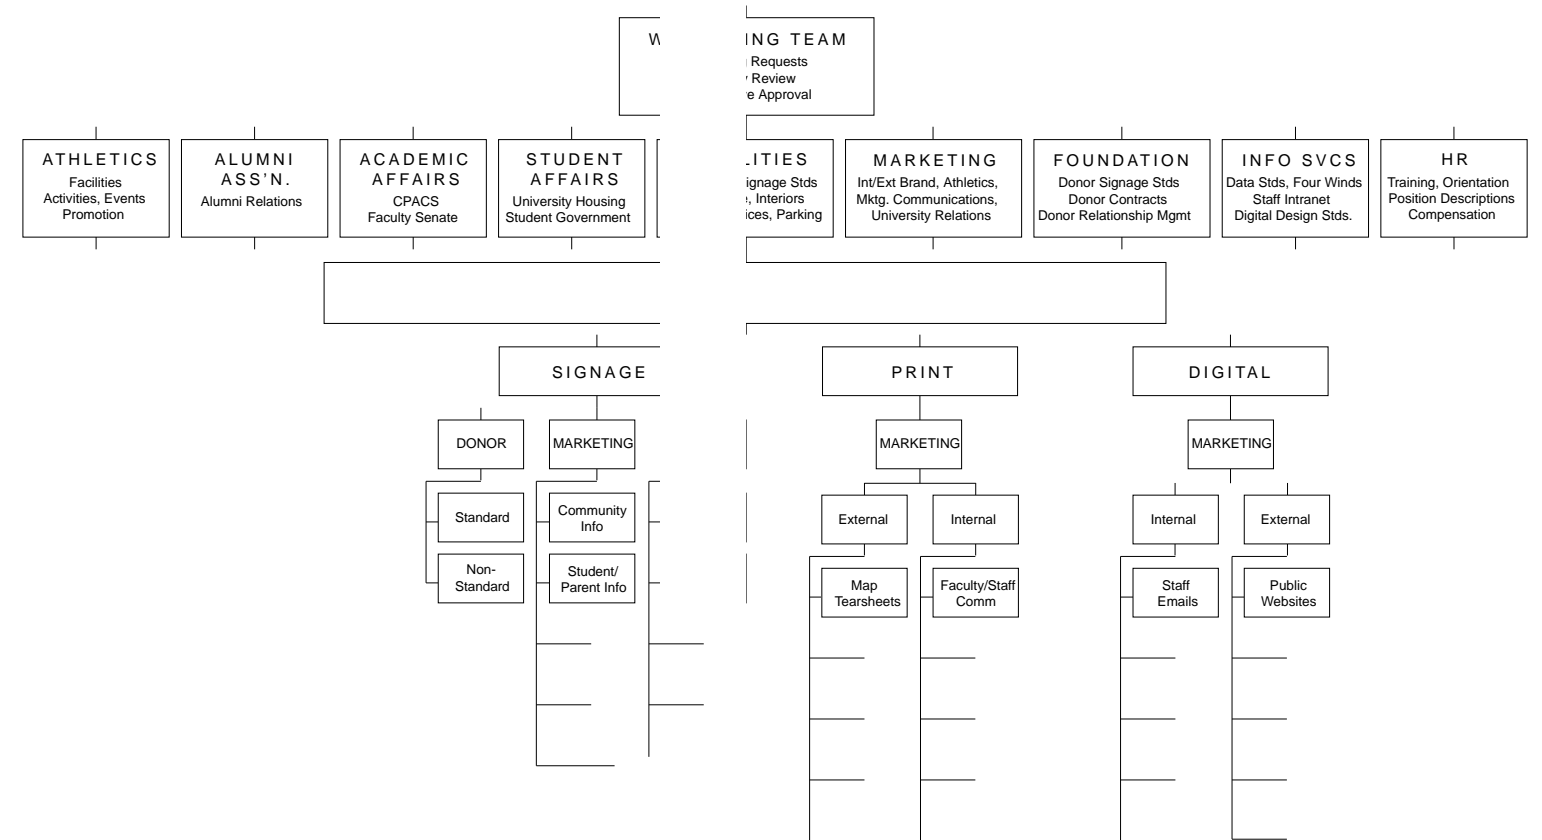 TEAM
Requests
Review
Approval
ATHLETICS
Facilities
Activities, Events
Promotion
ALUMNI
ASS'N.
Alumni Relations
ACADEMIC
AFFAIRS
CPACS
Faculty Senate
STUDENT
AFFAIRS
University Housing
Student Government
Stds
Interiors
Parking
MARKETING
Int/Ext Brand, Athletics,
Mktg. Communications,
University Relations
FOUNDATION
Donor Signage Stds
Donor Contracts
Donor Relationship Mgmt
INFO SVCS
Data Stds, Four Winds
Staff Intranet
Digital Design Stds.
HR
Training, Orientation
Position Descriptions
Compensation
SIGNAGE
PRINT
DIGITAL
DONOR
MARKETING
MARKETING
MARKETING
Standard
Non-
Standard
Community
Info
Student/
Parent Info
External
Internal
Map
Tearsheets
Faculty/Staff
Comm
Internal
External
Staff
Emails
Public
Websites